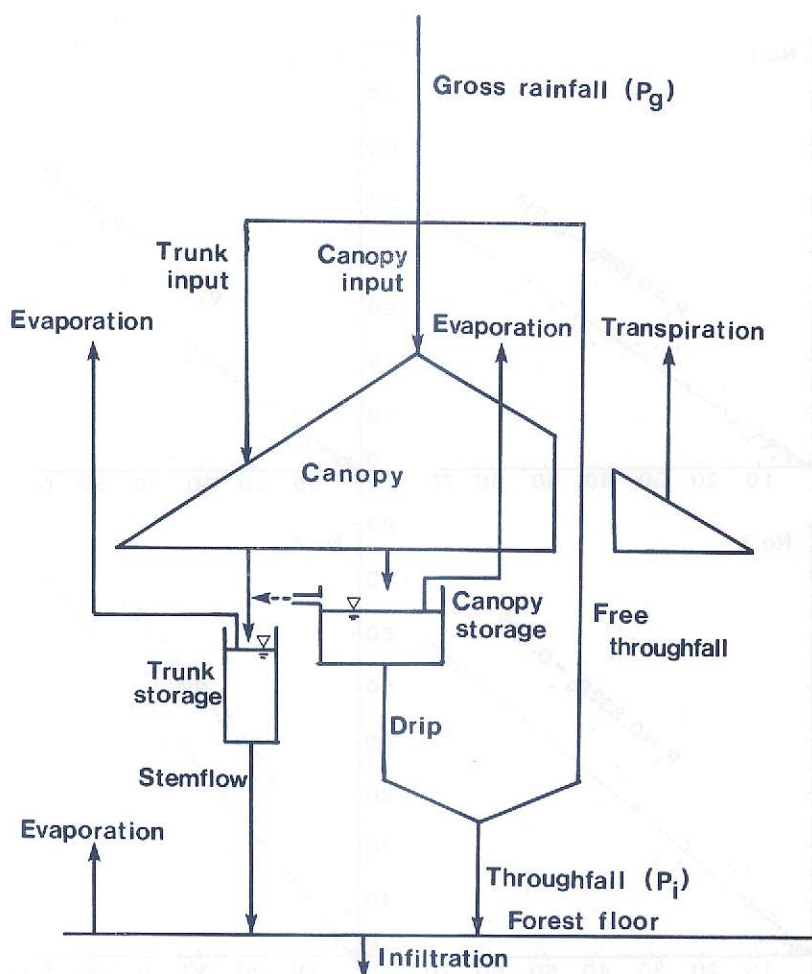 Gross rainfall (Pg)
Trunk
input
Canopy
input
Evaporation
Evaporation
Transpiration
Canopy
Canopy
storage
Free
throughfall
Trunk
storage
Drip
Stemflow
Evaporation
Throughfall (Pi)
Forest floor
Infiltration